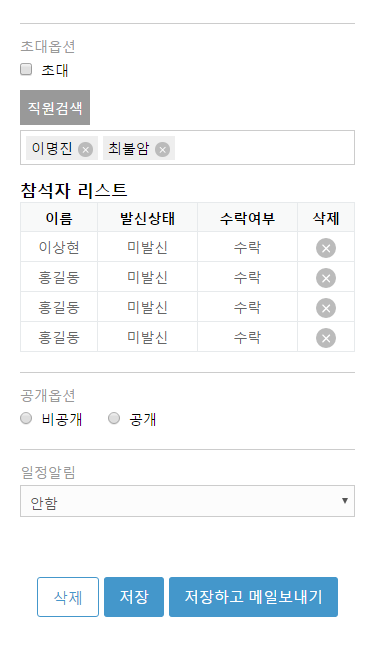 초대옵션
초대
직원검색
이명진 최불암
참석자 리스트
이름 발신상태 수락여부 삭제
이상현 미발신 수락
홍길동 미발신 수락
홍길동 미발신 수락
홍길동 미발신 수락
공개옵션
비공개 공개
일정알림
안함
삭제 저장 저장하고 메일보내기